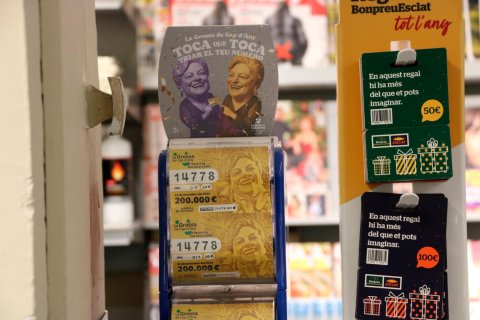 La Grossa de Cap d'Any
TOCA QUE TOCA
TRIAR EL TEU NÚMERO
La Grossa
14778
200.000 €
La Grossa
14778
200.000 €
La Grossa
BonpreuEsclat
tot l'any
En aquest regal
hi ha més
del que et pots
imaginar.
50€
En aquest regal
hi ha més
del que et pots
imaginar.
100€